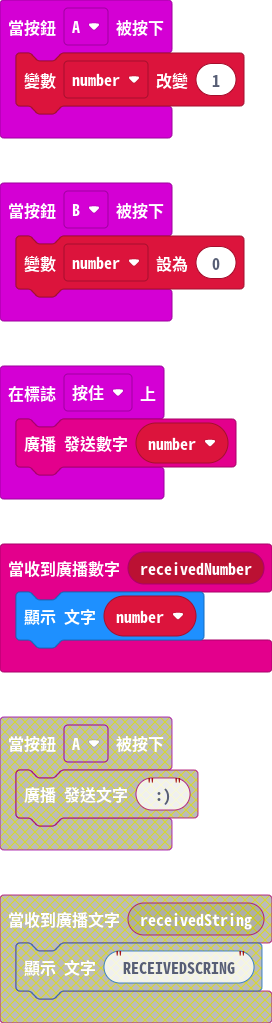 當按鈕 A 被按下
變數 number 改變 1
當按鈕 B 被按下
變數 number 設為 0
在標誌 按住 上
廣播 發送數字 number
當收到廣播數字 receivedNumber
顯示 文字 number
當按鈕 A 被按下
廣播 發送文字 ":)"
當收到廣播文字 receivedString
顯示 文字 "RECEIVEDSCRING"